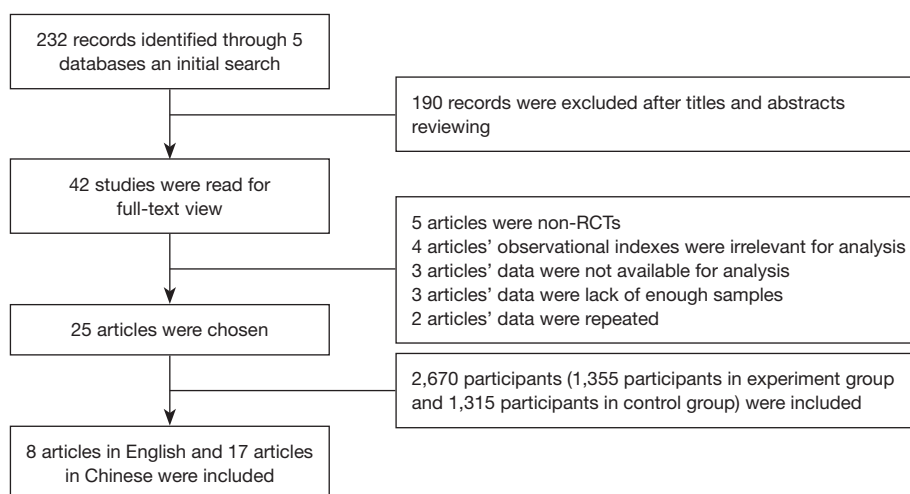 232 records identified through 5
databases an initial search
190 records were excluded after titles and abstracts
reviewing
42 studies were read for
full-text view
5 articles were non-RCTs
4 articles' observational indexes were irrelevant for analysis
3 articles' data were not available for analysis
3 articles' data were lack of enough samples
2 articles' data were repeated
25 articles were chosen
2,670 participants (1,355 participants in experiment group
and 1,315 participants in control group) were included
8 articles in English and 17 articles
in Chinese were included